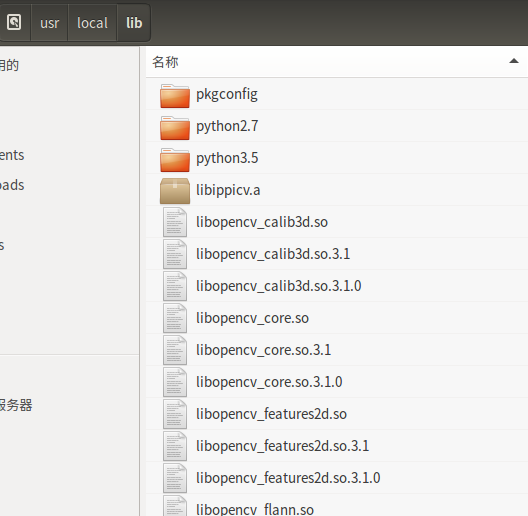 usr local lib
用的
名称
pkgconfig
python2.7
ents
python3.5
oads
libippicv.a
libopencv_calib3d.so
s
libopencv_calib3d.so.3.1
libopencv_calib3d.so.3.1.0
libopencv_core.so
libopencv_core.so.3.1
libopencv_core.so.3.1.0
服务器
libopencv_features2d.so
libopencv_features2d.so.3.1
libopencv_features2d.so.3.1.0
libopencv_flann.so